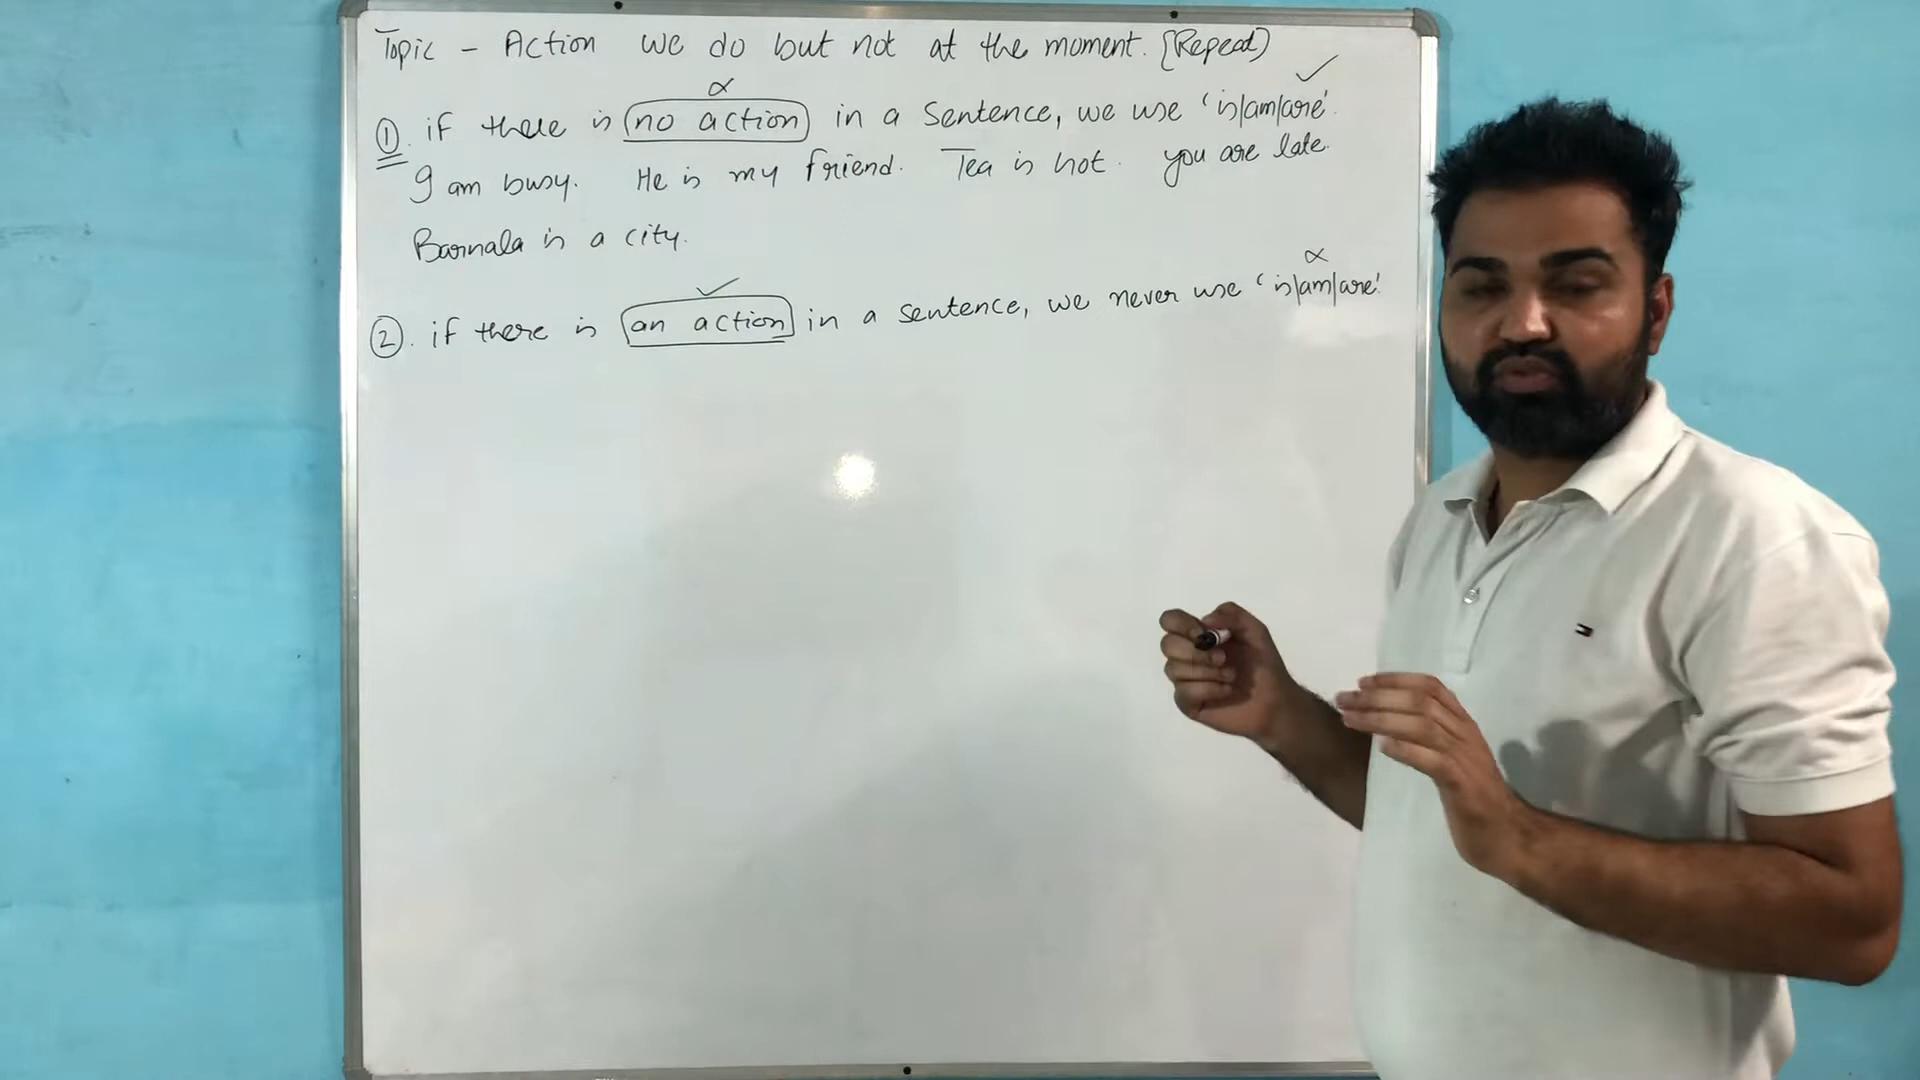 Topic - Action we do but not at the moment. [Repeat]
① if there is no action in a sentence, we use 'is/am/are'.
I am busy. He is my friend. Tea is hot. you are late.
Barnala is a city.
② . if there is an action in a sentence, we never use 'is/am/are'.